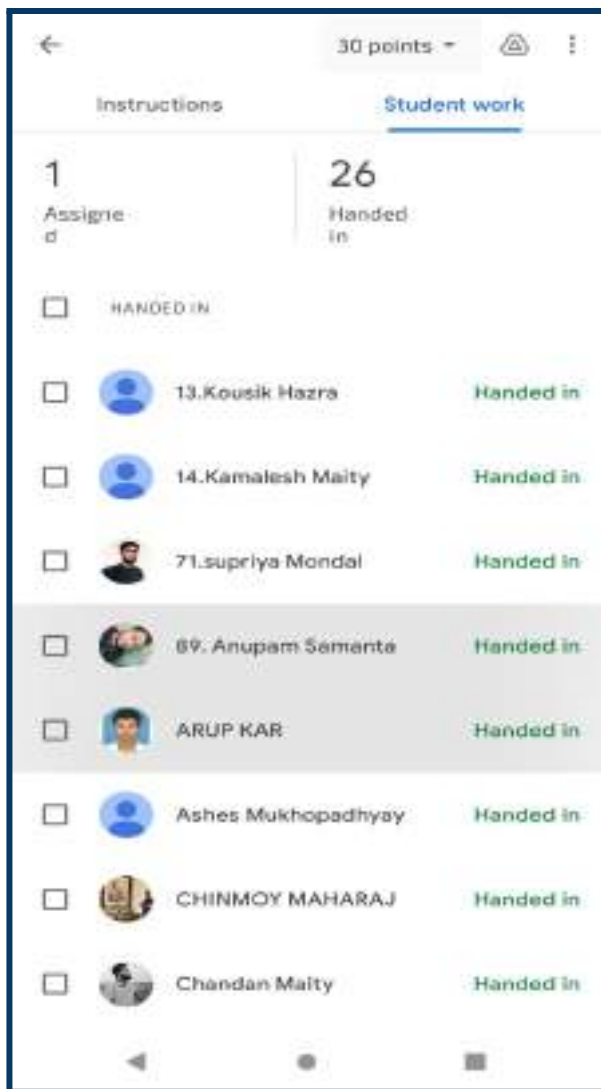 30 points
Instructions Student work
1 26
Assigne Handed
d in
HANDED IN
13.Kousik Hazra Handed in
14.Kamalesh Maity Handed in
71.supriya Mondal Handed in
89. Anupam Samanta Handed in
ARUP KAR Handed in
Ashes Mukhopadhyay Handed in
CHINMOY MAHARAJ Handed in
Chandan Maity Handed in